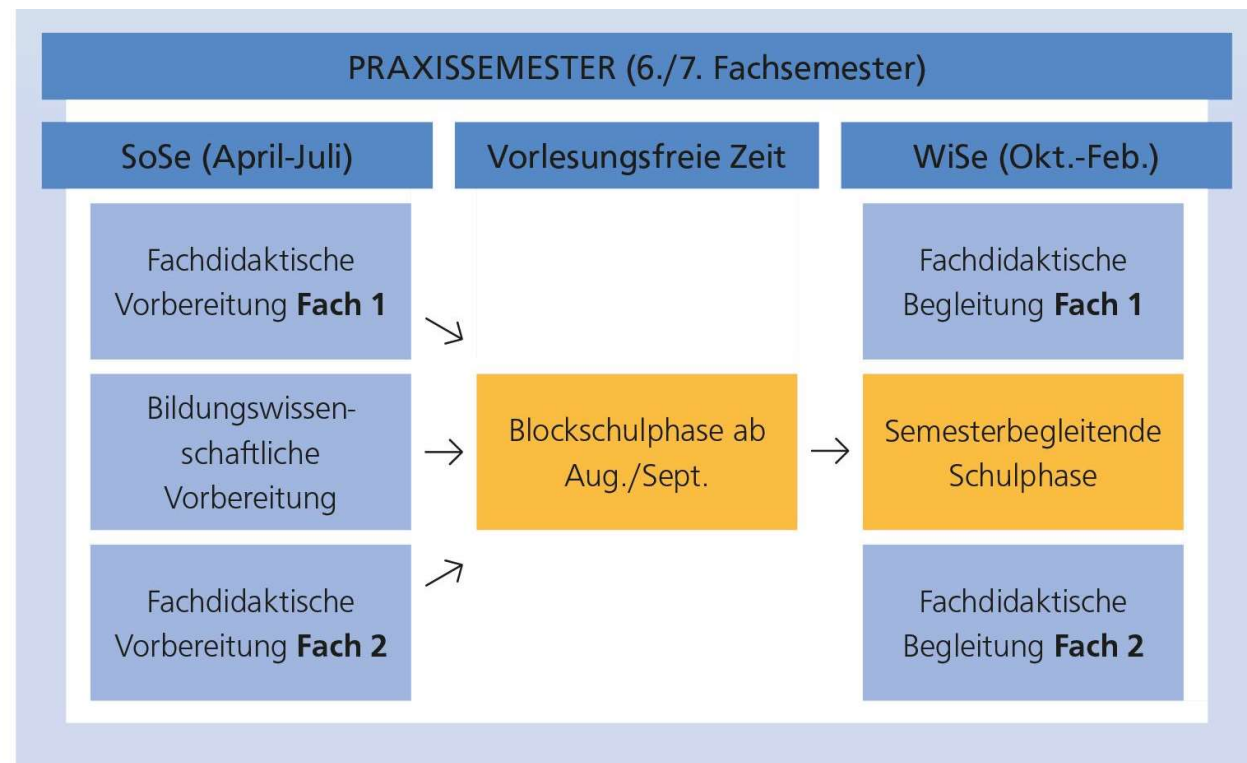 PRAXISSEMESTER (6./7. Fachsemester)
SoSe (April-Juli)
Vorlesungsfreie Zeit
WiSe (Okt.-Feb.)
Fachdidaktische
Vorbereitung Fach 1
Bildungswissen-
schaftliche
Vorbereitung
Fachdidaktische
Vorbereitung Fach 2
Blockschulphase ab
Aug./Sept.
Fachdidaktische
Begleitung Fach 1
Semesterbegleitende
Schulphase
Fachdidaktische
Begleitung Fach 2